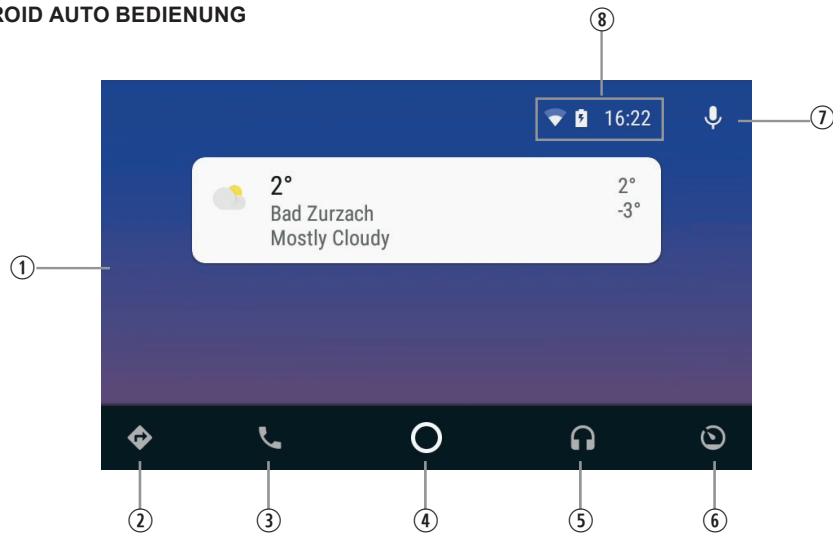 ROID AUTO BEDIENUNG
⑧
16:22
⑦
2° 2°
Bad Zurzach -3°
Mostly Cloudy
①
② ③ ④ ⑤ ⑥